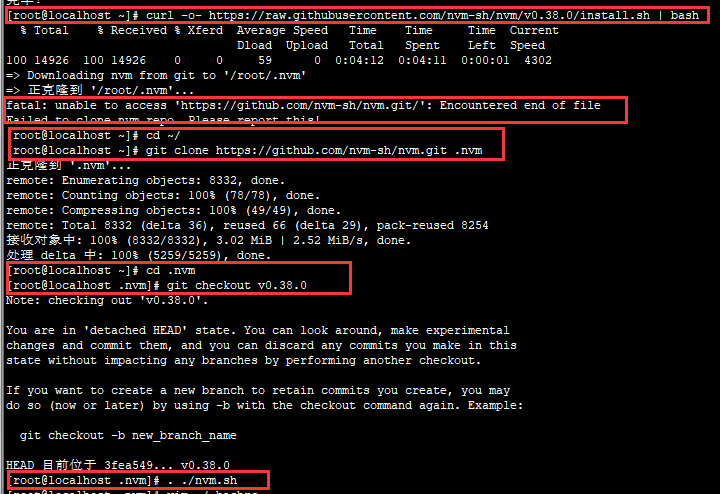 [root@localhost ~]# curl -o- https://raw.githubusercontent.com/nvm-sh/nvm/v0.38.0/install.sh | bash
% Total % Received % Xferd Average Speed Time Time Time Current
Dload Upload Total Spent Left Speed
100 14926 100 14926 0 0 59 0 0:04:12 0:04:11 0:00:01 4302
=> Downloading nvm from git to '/root/.nvm'
=> 正克隆到 '/root/.nvm'...
fatal: unable to access 'https://github.com/nvm-sh/nvm.git/': Encountered end of file
Failed to clone nvm repo. Please report this!
[root@localhost ~]# cd ~/
[root@localhost ~]# git clone https://github.com/nvm-sh/nvm.git .nvm
正克隆到 '.nvm'...
remote: Enumerating objects: 8332, done.
remote: Counting objects: 100% (78/78), done.
remote: Compressing objects: 100% (49/49), done.
remote: Total 8332 (delta 36), reused 66 (delta 29), pack-reused 8254
接收对象中: 100% (8332/8332), 3.02 MiB | 2.52 MiB/s, done.
处理 delta 中: 100% (5259/5259), done.
[root@localhost ~]# cd .nvm
[root@localhost .nvm]# git checkout v0.38.0
Note: checking out 'v0.38.0'.
You are in 'detached HEAD' state. You can look around, make experimental
changes and commit them, and you can discard any commits you make in this
state without impacting any branches by performing another checkout.
If you want to create a new branch to retain commits you create, you may
do so (now or later) by using -b with the checkout command again. Example:
git checkout -b new_branch_name
HEAD 目前位于 3fea549... v0.38.0
[root@localhost .nvm]# . ./nvm.sh